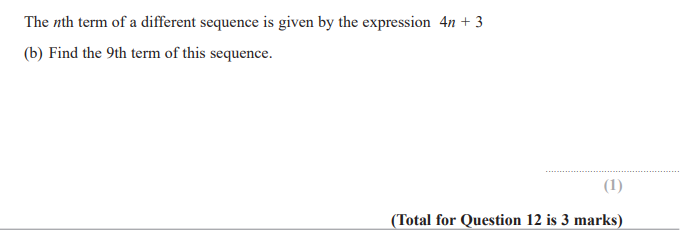 The nth term of a different sequence is given by the expression 4n + 3
(b) Find the 9th term of this sequence.
(1)
(Total for Question 12 is 3 marks)